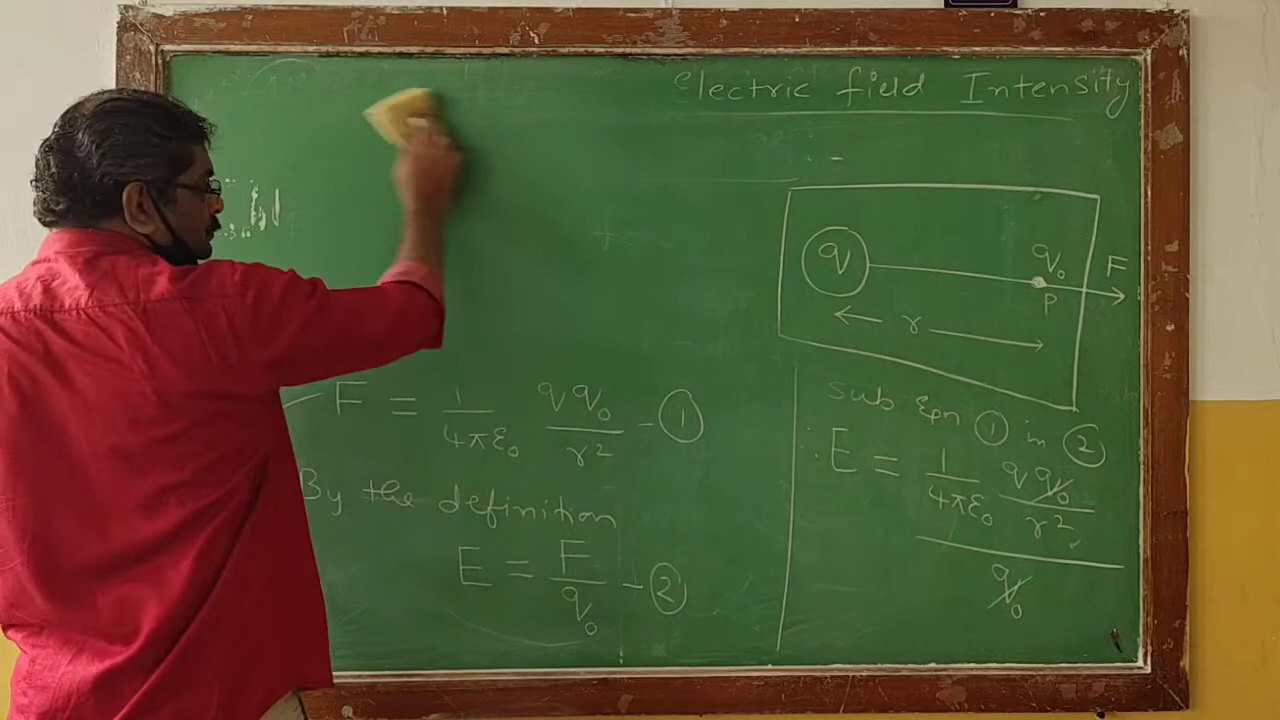 Electric field Intensity
q
q₀
F
P
r
F = 1/4πε₀ qq₀/r² - ①
By the definition
E = F/q₀ - ②
Sub Eqn ① in ②
∴ E = 1/4πε₀ qq₀/r² / q₀